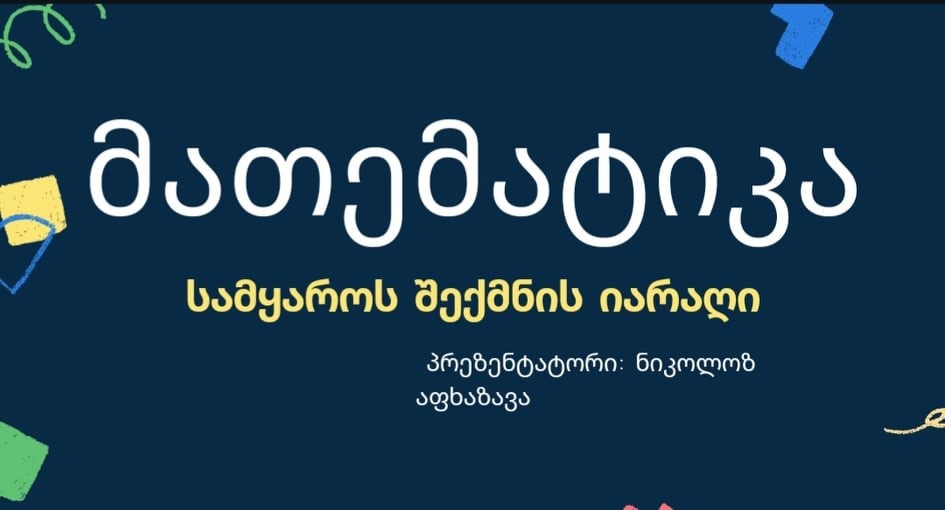 მათემატიკა
სამყაროს შექმნის იარაღი
პრეზენტატორი: ნიკოლოზ
აფხაზავა